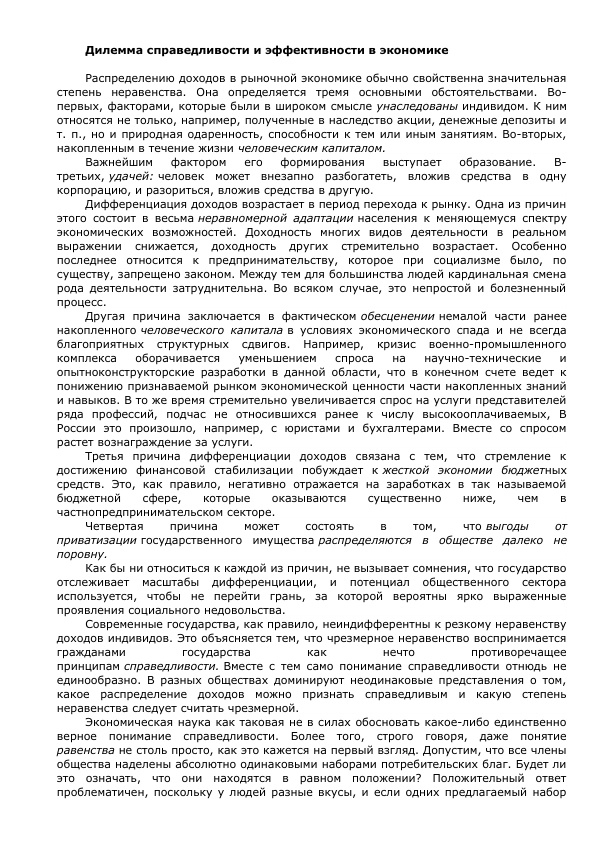 Дилемма справедливости и эффективности в экономике
Распределению доходов в рыночной экономике обычно свойственна значительная
степень неравенства. Она определяется тремя основными обстоятельствами. Во-
первых, факторами, которые были в широком смысле унаследованы индивидом. К ним
относятся не только, например, полученные в наследство акции, денежные депозиты и
т. п., но и природная одаренность, способности к тем или иным занятиям. Во-вторых,
накопленным в течение жизни человеческим капиталом.
Важнейшим фактором его формирования выступает образование. В-
третьих, удачей: человек может внезапно разбогатеть, вложив средства в одну
корпорацию, и разориться, вложив средства в другую.
Дифференциация доходов возрастает в период перехода к рынку. Одна из причин
этого состоит в весьма неравномерной адаптации населения к меняющемуся спектру
экономических возможностей. Доходность многих видов деятельности в реальном
выражении снижается, доходность других стремительно возрастает. Особенно
последнее относится к предпринимательству, которое при социализме было, по
существу, запрещено законом. Между тем для большинства людей кардинальная смена
рода деятельности затруднительна. Во всяком случае, это непростой и болезненный
процесс.
Другая причина заключается в фактическом обесценении немалой части ранее
накопленного человеческого капитала в условиях экономического спада и не всегда
благоприятных структурных сдвигов. Например, кризис военно-промышленного
комплекса оборачивается уменьшением спроса на научно-технические и
опытноконструкторские разработки в данной области, что в конечном счете ведет к
понижению признаваемой рынком экономической ценности части накопленных знаний
и навыков. В то же время стремительно увеличивается спрос на услуги представителей
ряда профессий, подчас не относившихся ранее к числу высокооплачиваемых, В
России это произошло, например, с юристами и бухгалтерами. Вместе со спросом
растет вознаграждение за услуги.
Третья причина дифференциации доходов связана с тем, что стремление к
достижению финансовой стабилизации побуждает к жесткой экономии бюджетных
средств. Это, как правило, негативно отражается на заработках в так называемой
бюджетной сфере, которые оказываются существенно ниже, чем в
частнопредпринимательском секторе.
Четвертая причина может состоять в том, что выгоды от
приватизации государственного имущества распределяются в обществе далеко не
поровну.
Как бы ни относиться к каждой из причин, не вызывает сомнения, что государство
отслеживает масштабы дифференциации, и потенциал общественного сектора
используется, чтобы не перейти грань, за которой вероятны ярко выраженные
проявления социального недовольства.
Современные государства, как правило, неиндифферентны к резкому неравенству
доходов индивидов. Это объясняется тем, что чрезмерное неравенство воспринимается
гражданами государства как нечто противоречащее
принципам справедливости. Вместе с тем само понимание справедливости отнюдь не
единообразно. В разных обществах доминируют неодинаковые представления о том,
какое распределение доходов можно признать справедливым и какую степень
неравенства следует считать чрезмерной.
Экономическая наука как таковая не в силах обосновать какое-либо единственно
верное понимание справедливости. Более того, строго говоря, даже понятие
равенства не столь просто, как это кажется на первый взгляд. Допустим, что все члены
общества наделены абсолютно одинаковыми наборами потребительских благ. Будет ли
это означать, что они находятся в равном положении? Положительный ответ
проблематичен, поскольку у людей разные вкусы, и если одних предлагаемый набор